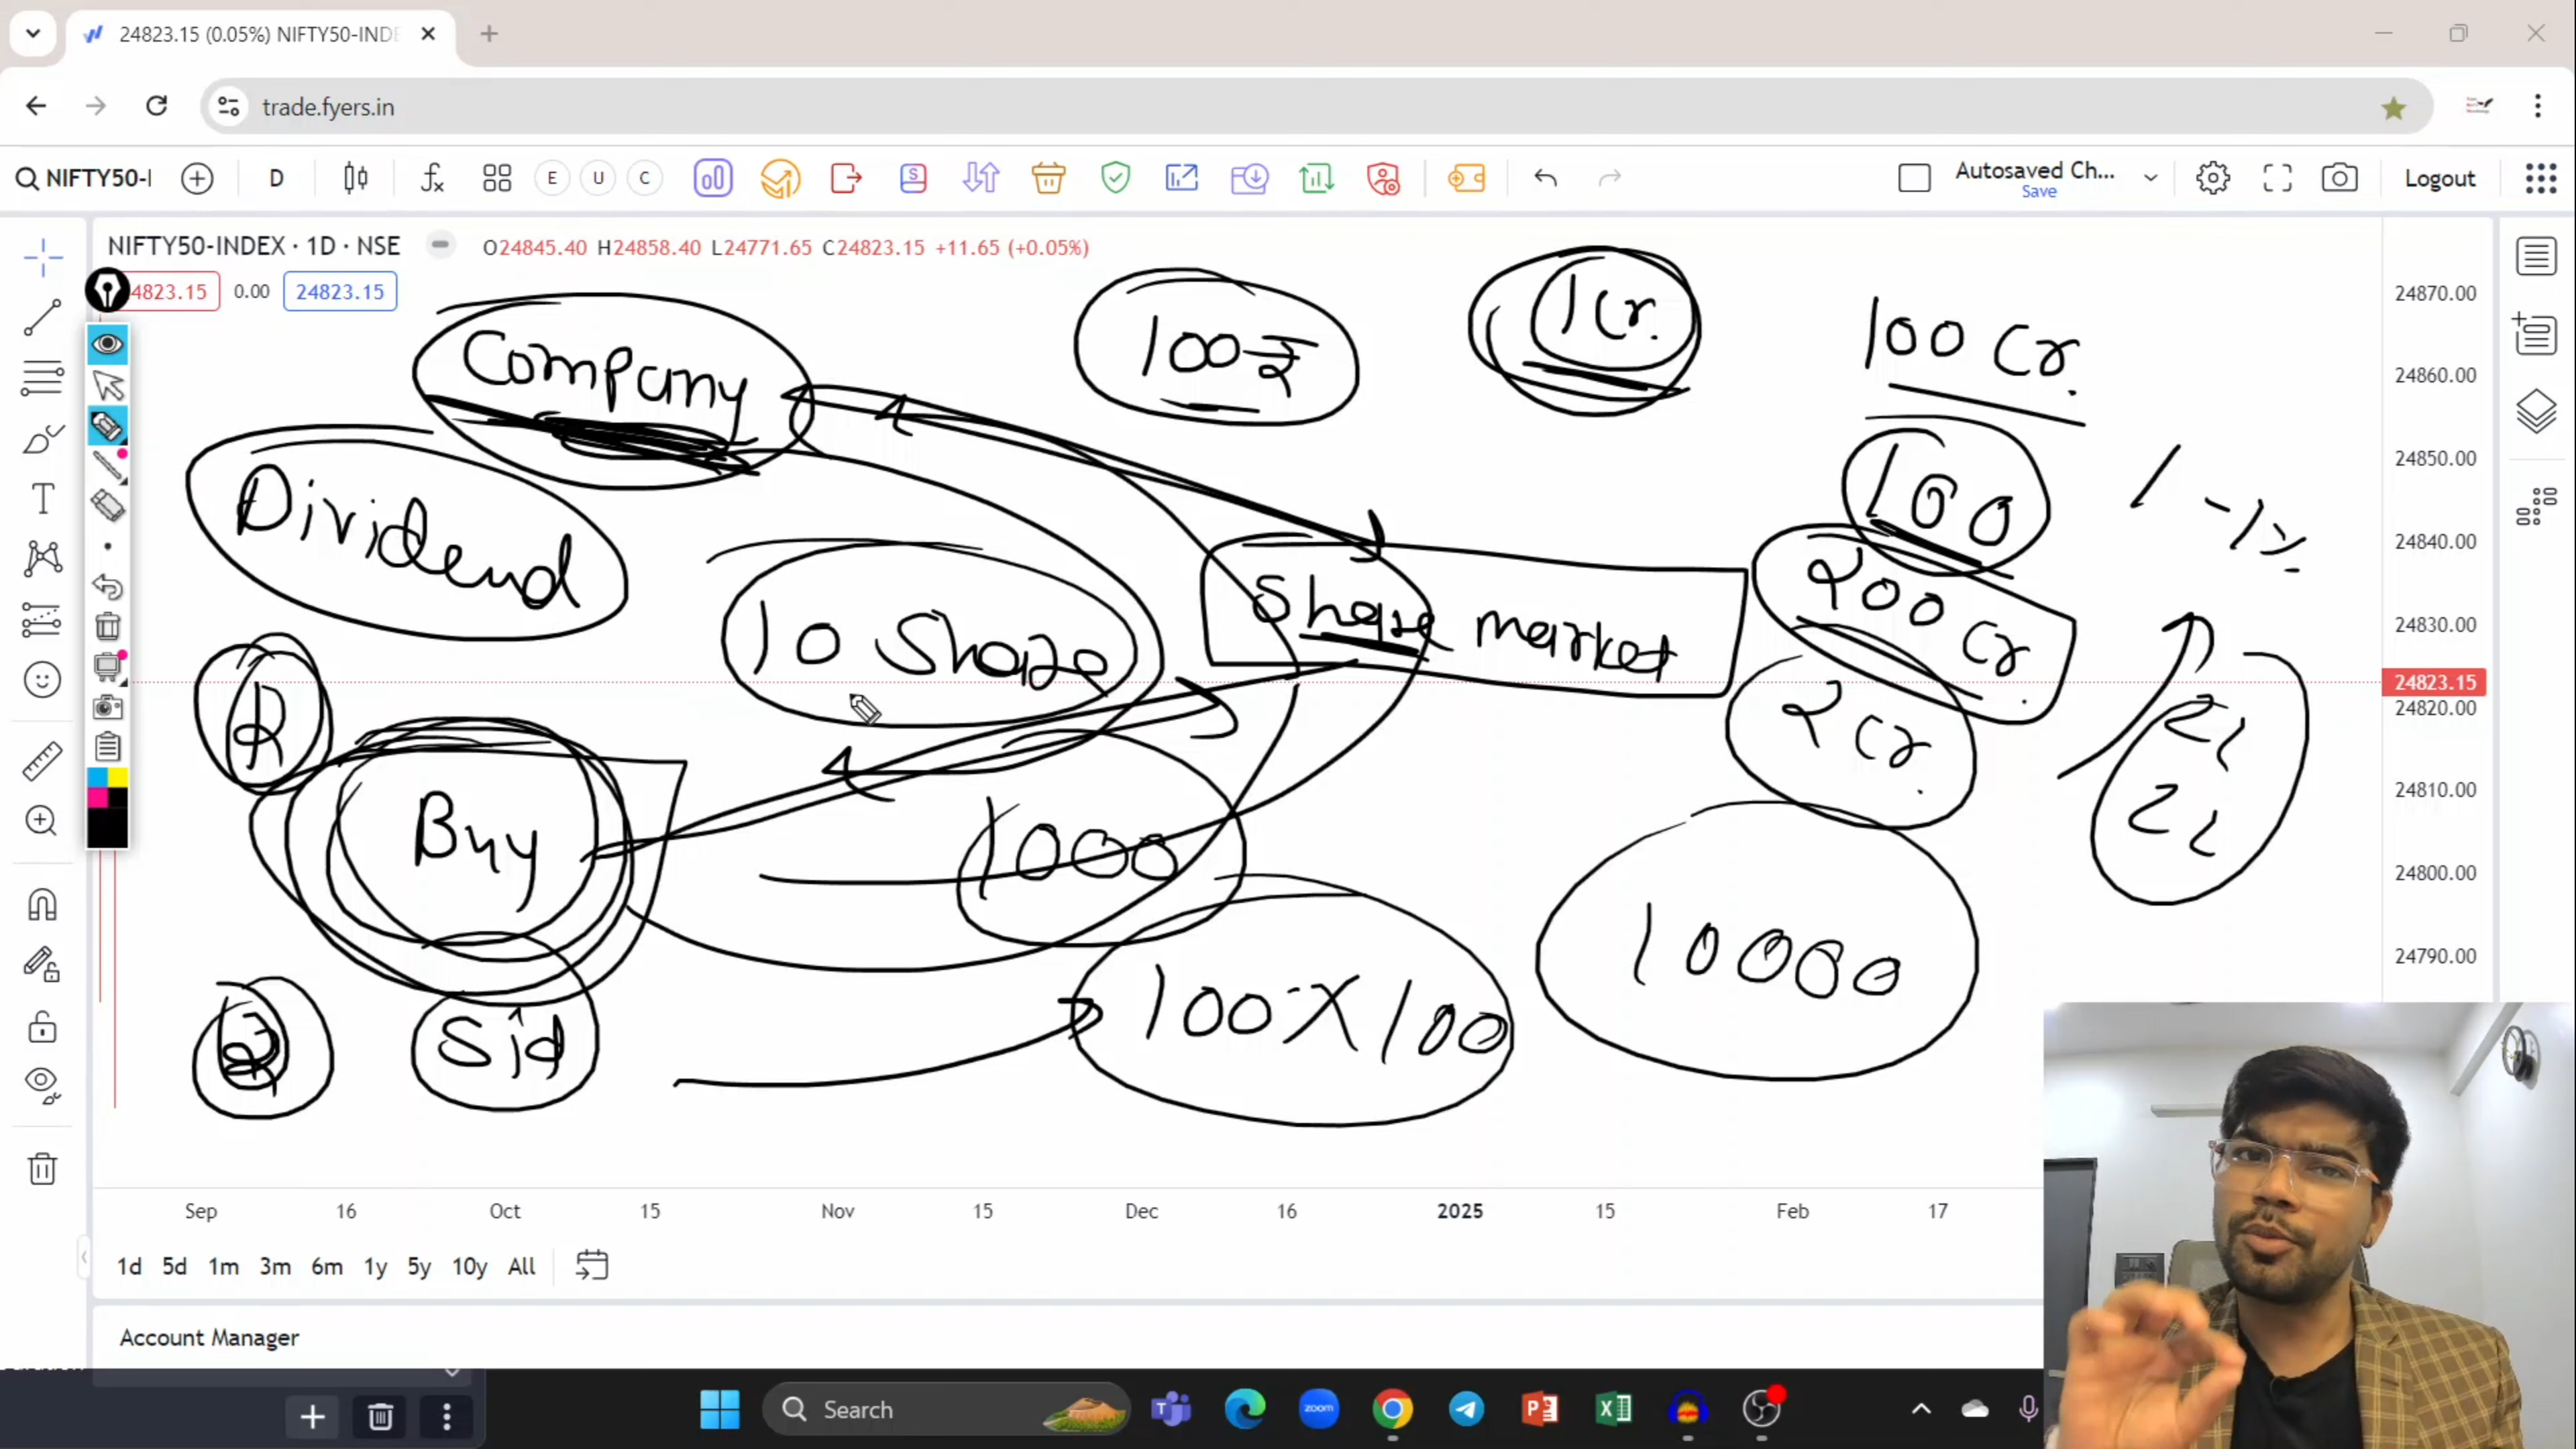 24823.15 (0.05%) NIFTY50-INDE
trade.fyers.in
NIFTY50-I D E U C Autosaved Ch... Save Logout
NIFTY50-INDEX · 1D · NSE O24845.40 H24858.40 L24771.65 C24823.15 +11.65 (+0.05%)
4823.15 0.00 24823.15
Company 100₹ 1 Cr. 100 Cr.
Dividend 100
10 Share Share market 200 Cr.
2 Cr
Buy 1000
Sid 100 X 100 10000
24870.00
24860.00
24850.00
24840.00
24830.00
24823.15
24820.00
24810.00
24800.00
24790.00
Sep 16 Oct 15 Nov 15 Dec 16 2025 15 Feb 17
1d 5d 1m 3m 6m 1y 5y 10y All
Account Manager
Search
zoom